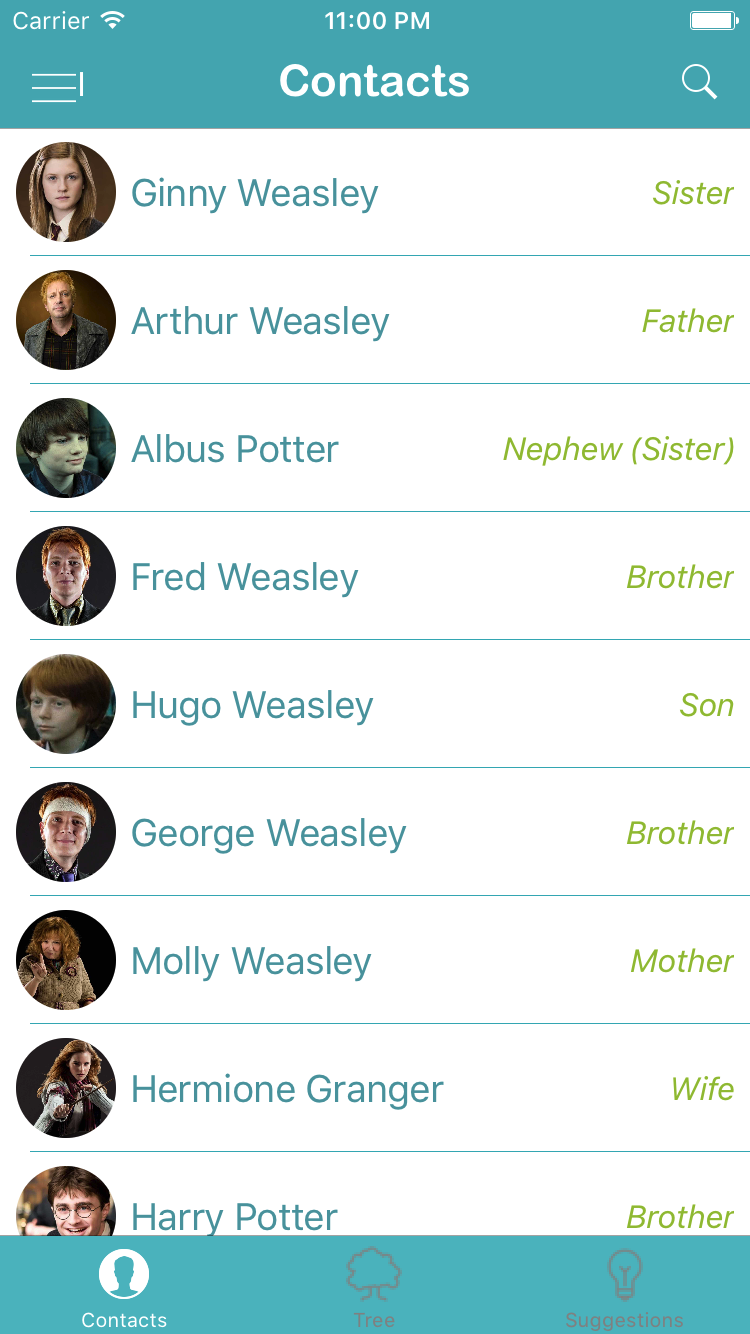 Carrier 11:00 PM
Contacts
Ginny Weasley Sister
Arthur Weasley Father
Albus Potter Nephew (Sister)
Fred Weasley Brother
Hugo Weasley Son
George Weasley Brother
Molly Weasley Mother
Hermione Granger Wife
Harry Potter Brother
Contacts Tree Suggestions